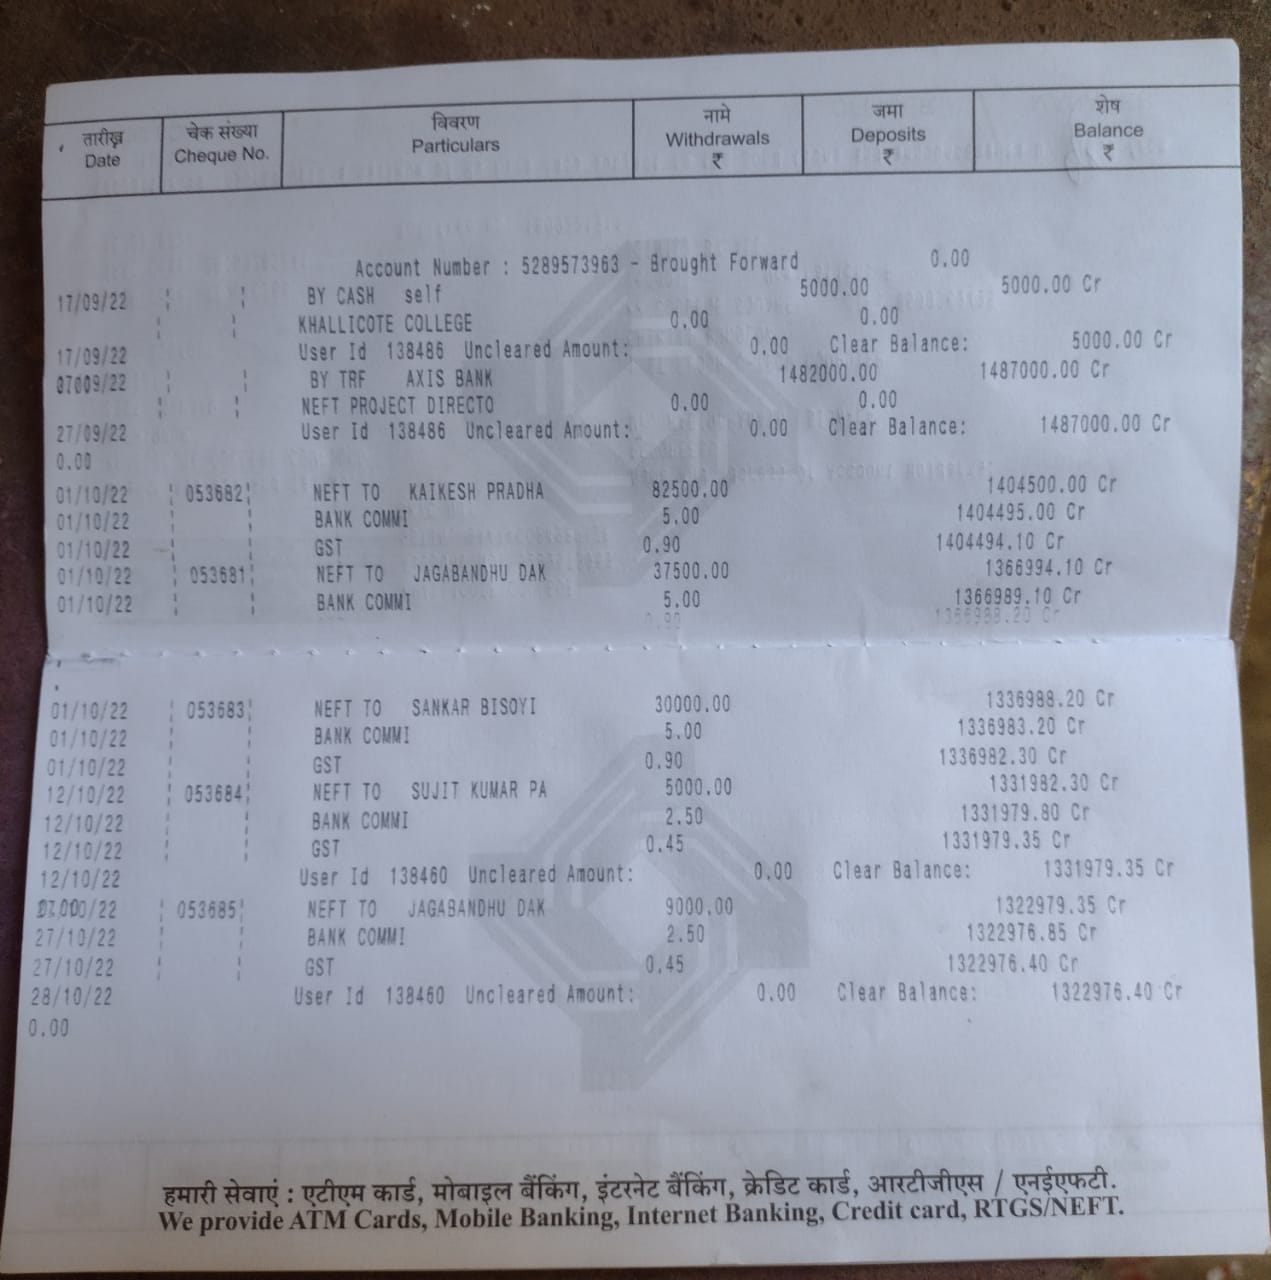 तारीख़ चेक संख्या विवरण नामे जमा शेष
Date Cheque No. Particulars Withdrawals Deposits Balance
₹ ₹ ₹
Account Number : 5289573963 - Brought Forward 0.00
17/09/22 BY CASH self 5000.00 5000.00 Cr
KHALLICOTE COLLEGE 0.00 0.00
17/09/22 User Id 138486 Uncleared Amount: 0.00 Clear Balance: 5000.00 Cr
BY TRF AXIS BANK 1482000.00 1487000.00 Cr
NEFT PROJECT DIRECTO 0.00 0.00
27/09/22 User Id 138486 Uncleared Amount: 0.00 Clear Balance: 1487000.00 Cr
0.00
01/10/22 053682 NEFT TO KAIKESH PRADHA 82500.00 1404500.00 Cr
01/10/22 BANK COMMI 5.00 1404495.00 Cr
01/10/22 GST 0.90 1404494.10 Cr
01/10/22 053681 NEFT TO JAGABANDHU DAK 37500.00 1366994.10 Cr
01/10/22 BANK COMMI 5.00 1366989.10 Cr
0.90 1366988.20 Cr
01/10/22 053683 NEFT TO SANKAR BISOYI 30000.00 1336988.20 Cr
01/10/22 BANK COMMI 5.00 1336983.20 Cr
01/10/22 GST 0.90 1336982.30 Cr
12/10/22 053684 NEFT TO SUJIT KUMAR PA 5000.00 1331982.30 Cr
12/10/22 BANK COMMI 2.50 1331979.80 Cr
12/10/22 GST 0.45 1331979.35 Cr
12/10/22 User Id 138460 Uncleared Amount: 0.00 Clear Balance: 1331979.35 Cr
053685 NEFT TO JAGABANDHU DAK 9000.00 1322979.35 Cr
27/10/22 BANK COMMI 2.50 1322976.85 Cr
27/10/22 GST 0.45 1322976.40 Cr
28/10/22 User Id 138460 Uncleared Amount: 0.00 Clear Balance: 1322976.40 Cr
0.00
हमारी सेवाएं : एटीएम कार्ड, मोबाइल बैंकिंग, इंटरनेट बैंकिंग, क्रेडिट कार्ड, आरटीजीएस / एनईएफटी.
We provide ATM Cards, Mobile Banking, Internet Banking, Credit card, RTGS/NEFT.